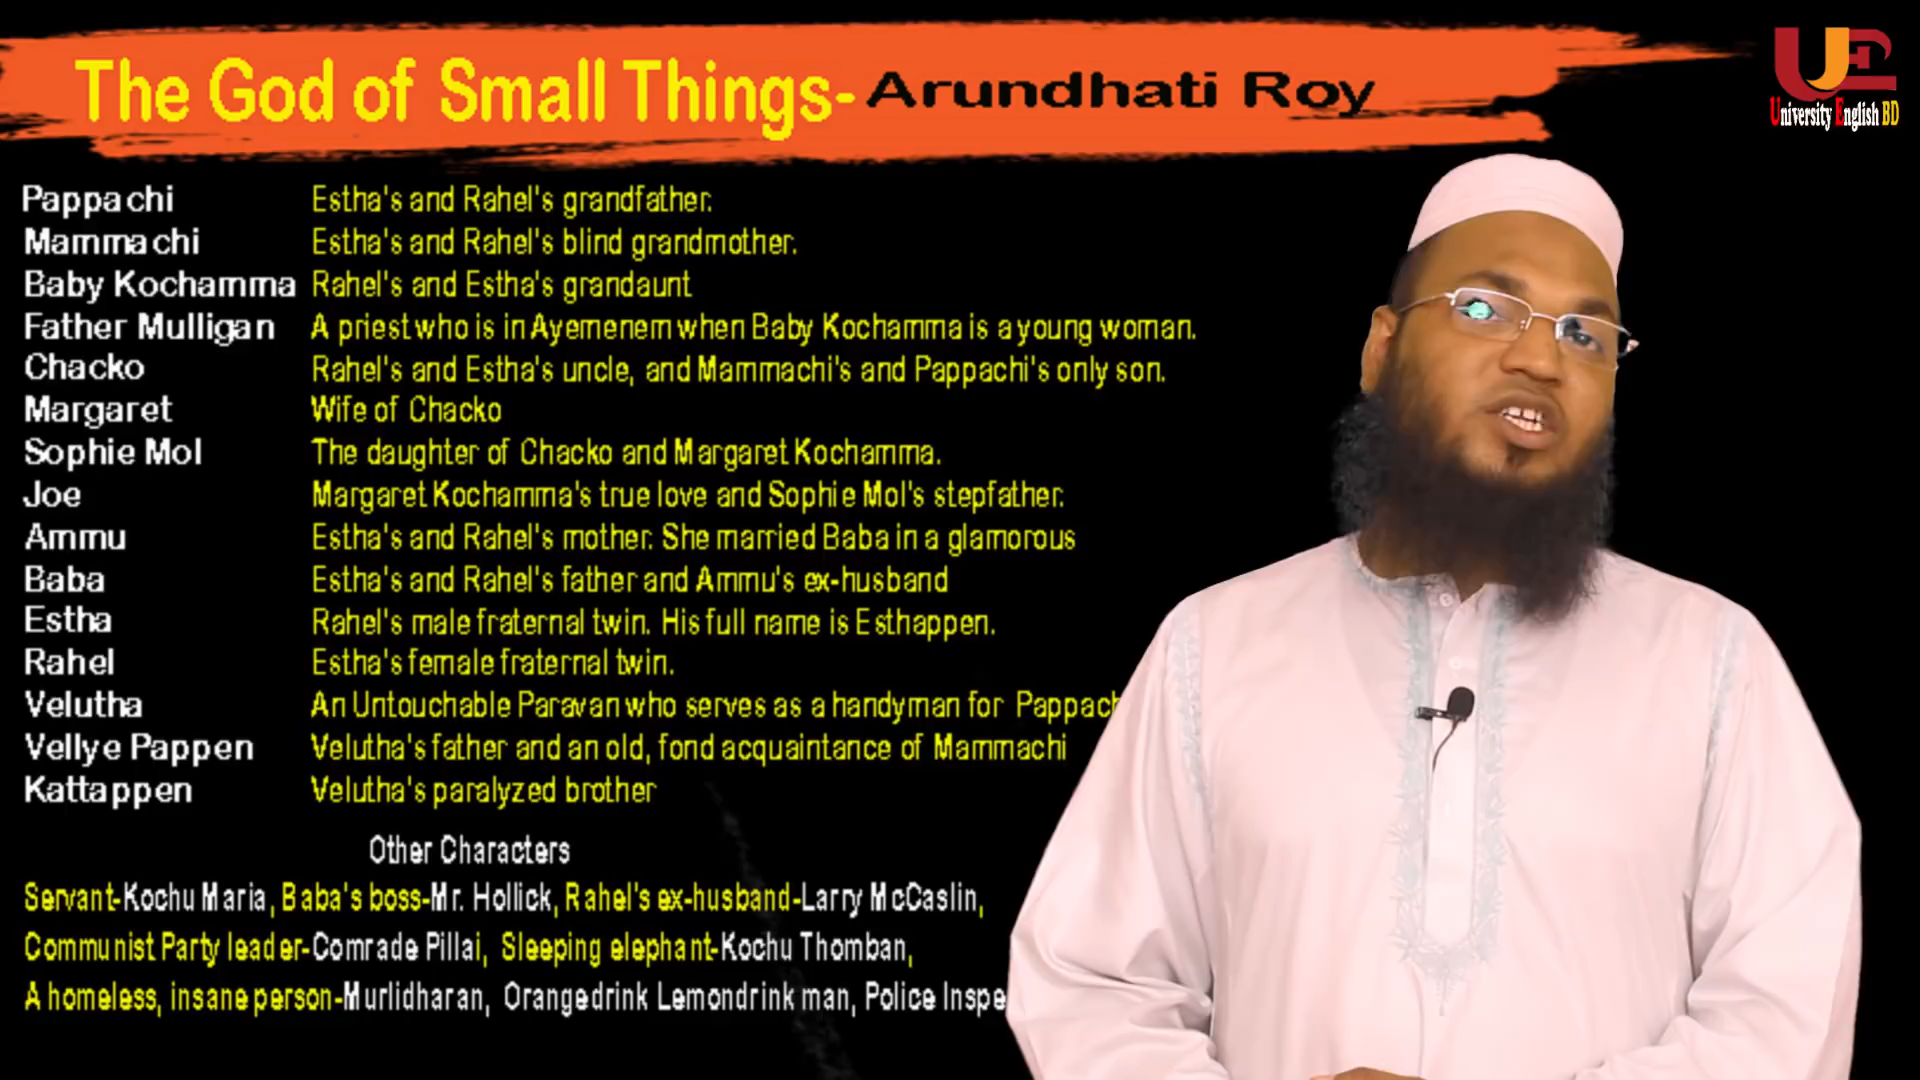 The God of Small Things- Arundhati Roy
UE
University English BD
Pappachi Estha's and Rahel's grandfather.
Mammachi Estha's and Rahel's blind grandmother.
Baby Kochamma Rahel's and Estha's grandaunt
Father Mulligan A priest who is in Ayemenem when Baby Kochamma is a young woman.
Chacko Rahel's and Estha's uncle, and Mammachi's and Pappachi's only son.
Margaret Wife of Chacko
Sophie Mol The daughter of Chacko and Margaret Kochamma.
Joe Margaret Kochamma's true love and Sophie Mol's stepfather.
Ammu Estha's and Rahel's mother. She married Baba in a glamorous
Baba Estha's and Rahel's father and Ammu's ex-husband
Estha Rahel's male fraternal twin. His full name is Esthappen.
Rahel Estha's female fraternal twin.
Velutha An Untouchable Paravan who serves as a handyman for Pappach
Vellye Pappen Velutha's father and an old, fond acquaintance of Mammachi
Kattappen Velutha's paralyzed brother
Other Characters
Servant-Kochu Maria, Baba's boss-Mr. Hollick, Rahel's ex-husband-Larry McCaslin,
Communist Party leader-Comrade Pillai, Sleeping elephant-Kochu Thomban,
A homeless, insane person-Murlidharan, Orangedrink Lemondrink man, Police Inspe